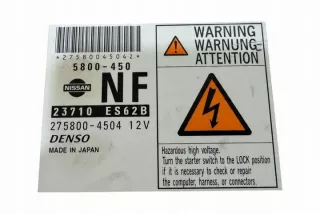 *2758004504Z*
5800-450
NISSAN NF
23710 ES62B
275800-4504 12V
DENSO
MADE IN JAPAN
WARNING
WARNUNG
ATTENTION
Hazardous high voltage.
Turn the starter switch to the LOCK position
if it is necessary to check or repair
the computer, harness, or connectors.